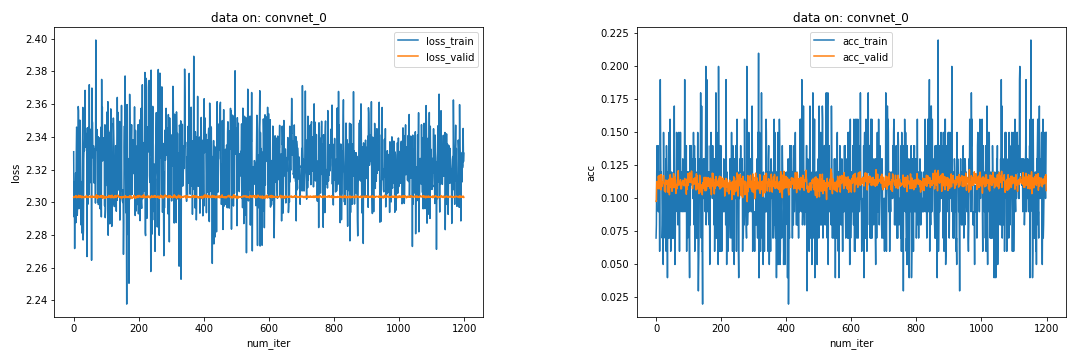 data on: convnet_0
2.40
2.38
2.36
2.34
2.32
2.30
2.28
2.26
2.24
loss
loss_train
loss_valid
0 200 400 600 800 1000 1200
num_iter
data on: convnet_0
0.225
0.200
0.175
0.150
0.125
0.100
0.075
0.050
0.025
acc
acc_train
acc_valid
0 200 400 600 800 1000 1200
num_iter